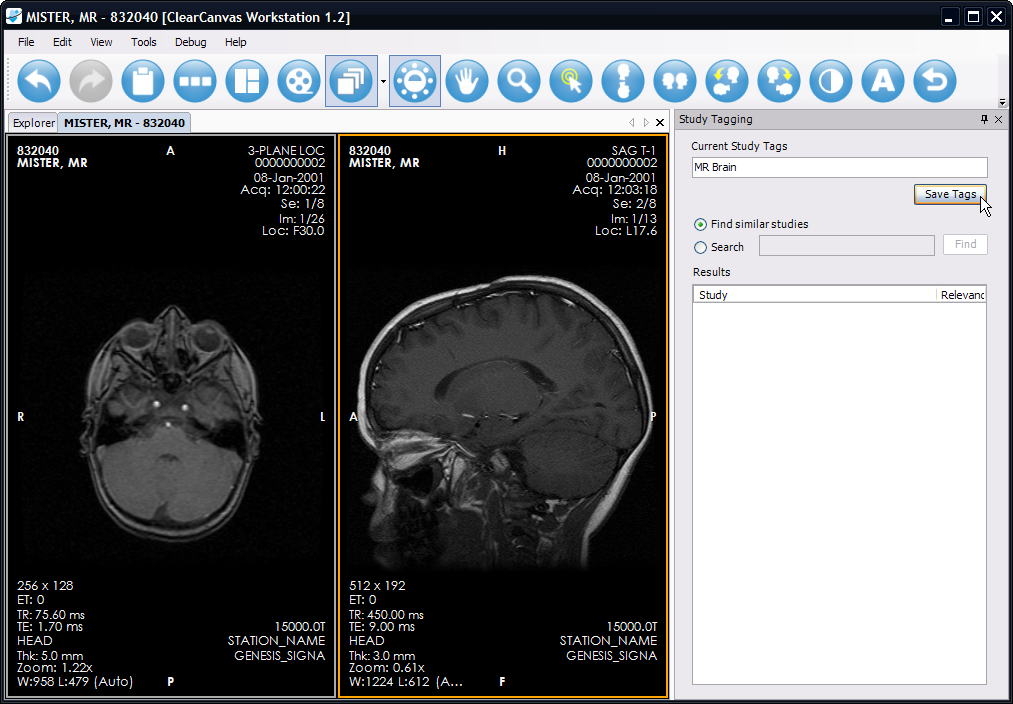 MISTER, MR - 832040 [ClearCanvas Workstation 1.2]
File Edit View Tools Debug Help
A
Explorer MISTER, MR - 832040
832040
MISTER, MR
A
3-PLANE LOC
0000000002
08-Jan-2001
Acq: 12:00:22
Se: 1/8
Im: 1/26
Loc: F30.0
R
L
256 x 128
ET: 0
TR: 75.60 ms
TE: 1.70 ms
HEAD
Thk: 5.0 mm
Zoom: 1.22x
W:958 L:479 (Auto)
P
15000.0T
STATION_NAME
GENESIS_SIGNA
832040
MISTER, MR
H
SAG T-1
0000000002
08-Jan-2001
Acq: 12:03:18
Se: 2/8
Im: 1/13
Loc: L17.6
A
P
512 x 192
ET: 0
TR: 450.00 ms
TE: 9.00 ms
HEAD
Thk: 3.0 mm
Zoom: 0.61x
W:1224 L:612 (A...
F
15000.0T
STATION_NAME
GENESIS_SIGNA
Study Tagging
Current Study Tags
MR Brain
Save Tags
Find similar studies
Search Find
Results
Study Relevanc